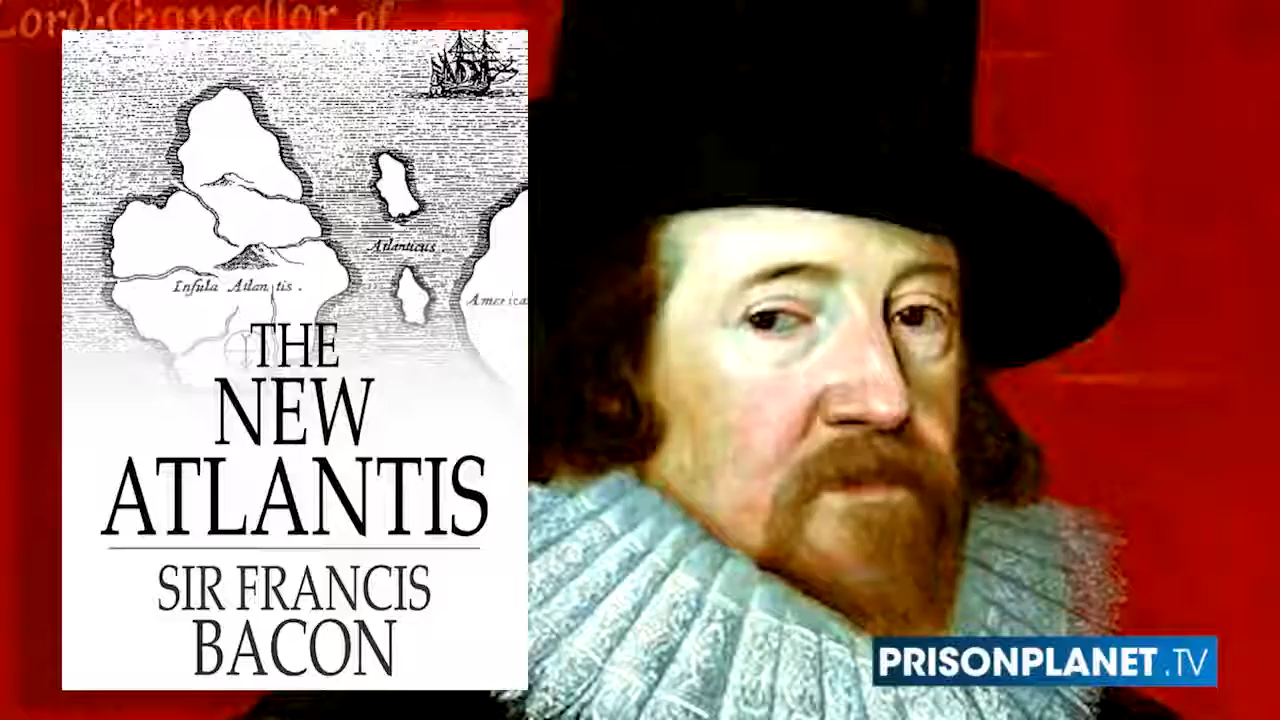 Lord·Chancellor of
Atlanticus
Insula Atlantis.
America
THE
NEW
ATLANTIS
SIR FRANCIS
BACON
PRISONPLANET.TV